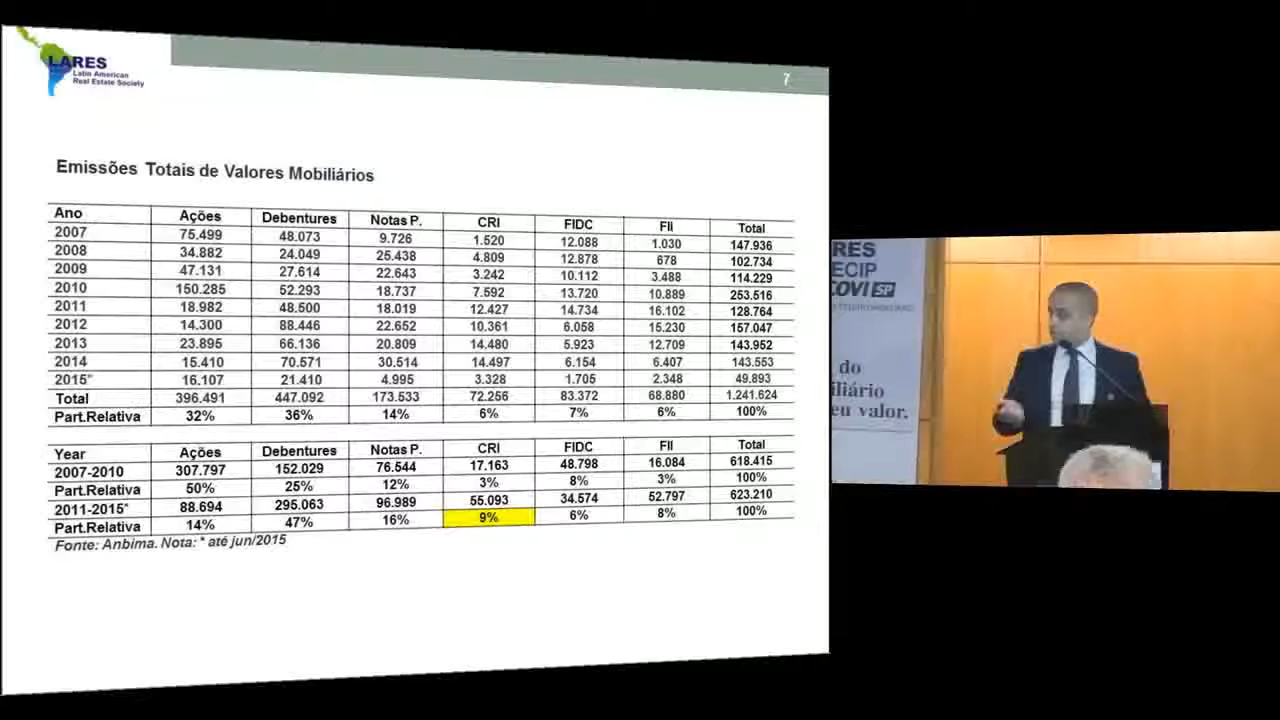 LARES
Latin American
Real Estate Society
7
Emissões Totais de Valores Mobiliários
Ano Ações Debentures Notas P. CRI FIDC FII Total
2007 75.499 48.073 9.726 1.520 12.088 1.030 147.936
2008 34.882 24.049 25.438 4.809 12.878 678 102.734
2009 47.131 27.614 22.643 3.242 10.112 3.488 114.229
2010 150.285 52.293 18.737 7.592 13.720 10.889 253.516
2011 18.982 48.500 18.019 12.427 14.734 16.102 128.764
2012 14.300 88.446 22.652 10.361 6.058 15.230 157.047
2013 23.895 66.136 20.809 14.480 5.923 12.709 143.952
2014 15.410 70.571 30.514 14.497 6.154 6.407 143.553
2015* 16.107 21.410 4.995 3.328 1.705 2.348 49.893
Total 396.491 447.092 173.533 72.256 83.372 68.880 1.241.624
Part.Relativa 32% 36% 14% 6% 7% 6% 100%
Year Ações Debentures Notas P. CRI FIDC FII Total
2007-2010 307.797 152.029 76.544 17.163 48.798 16.084 618.415
Part.Relativa 50% 25% 12% 3% 8% 3% 100%
2011-2015* 88.694 295.063 96.989 55.093 34.574 52.797 623.210
Part.Relativa 14% 47% 16% 9% 6% 8% 100%
Fonte: Anbima. Nota: * até jun/2015
RES
ECIP
COVI SP
do
iliário
eu valor.